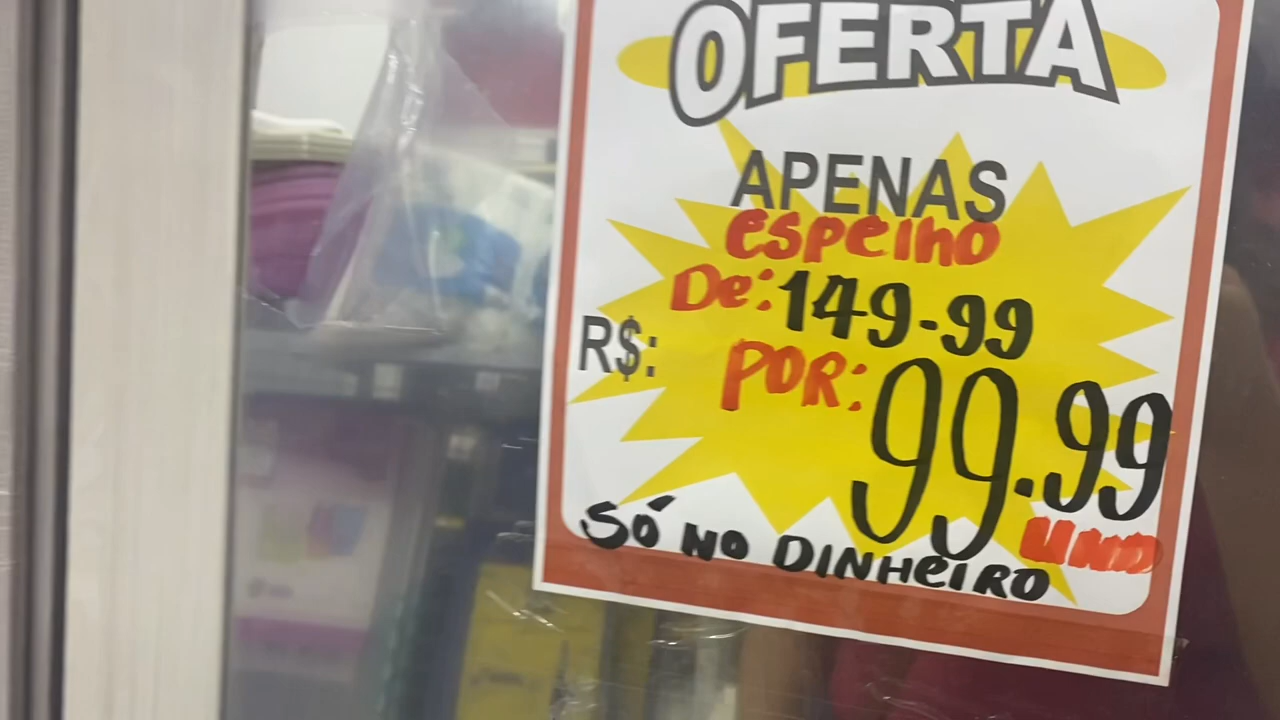 OFERTA
APENAS
espelho
De: 149.99
R$: POR: 99.99
UND
SÓ NO DINHEIRO